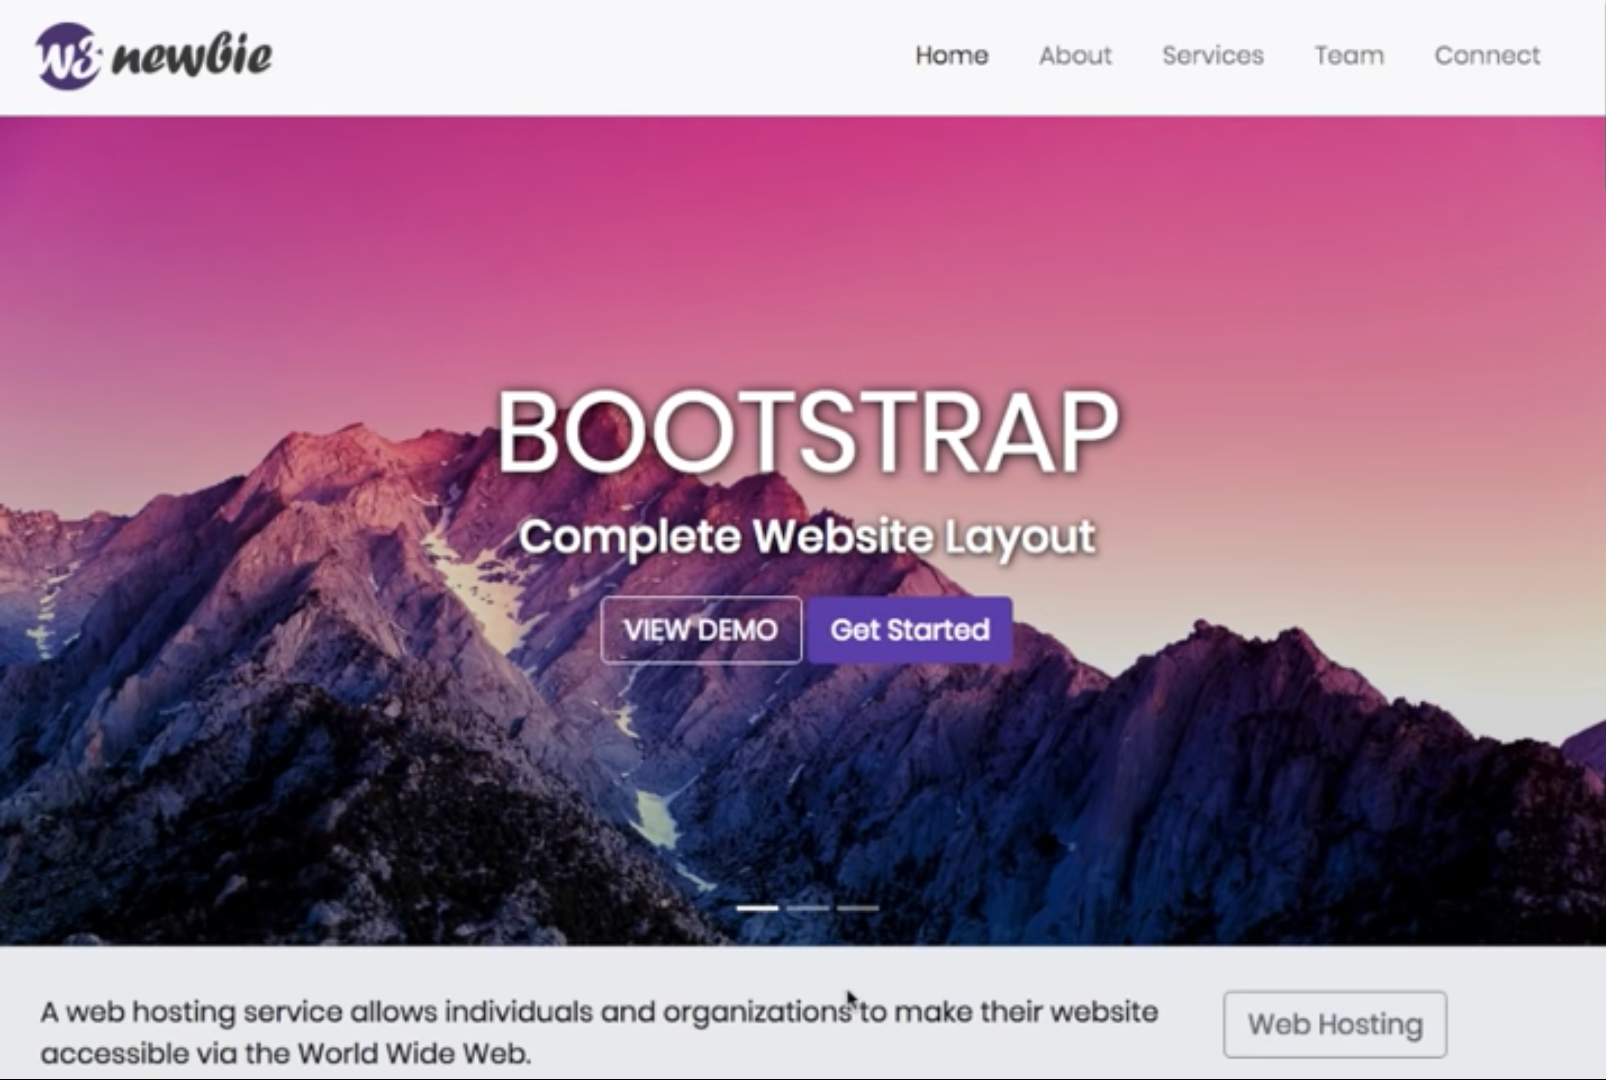 w3 newbie
Home About Services Team Connect
BOOTSTRAP
Complete Website Layout
VIEW DEMO Get Started
A web hosting service allows individuals and organizations to make their website
accessible via the World Wide Web.
Web Hosting